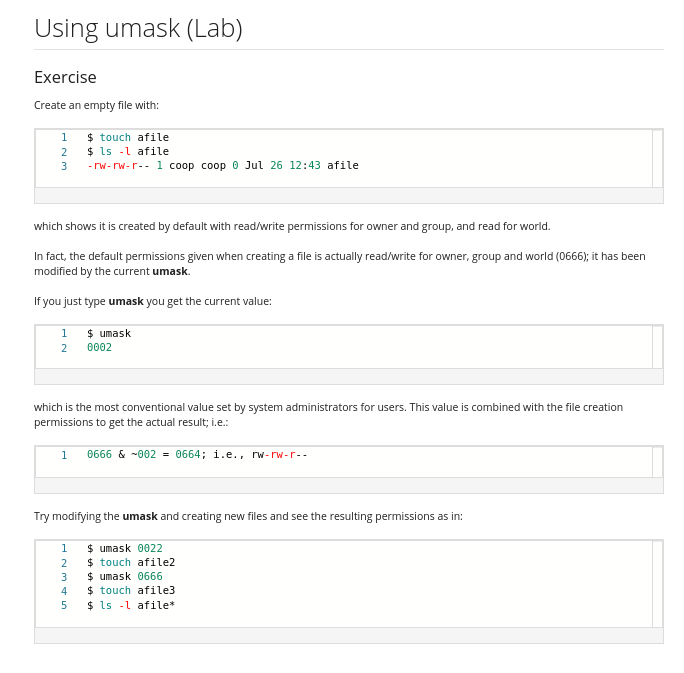 Using umask (Lab)
Exercise
Create an empty file with:
1 $ touch afile
2 $ ls -l afile
3 -rw-rw-r-- 1 coop coop 0 Jul 26 12:43 afile
which shows it is created by default with read/write permissions for owner and group, and read for world.
In fact, the default permissions given when creating a file is actually read/write for owner, group and world (0666); it has been
modified by the current umask.
If you just type umask you get the current value:
1 $ umask
2 0002
which is the most conventional value set by system administrators for users. This value is combined with the file creation
permissions to get the actual result; i.e.:
1 0666 & ~002 = 0664; i.e., rw-rw-r--
Try modifying the umask and creating new files and see the resulting permissions as in:
1 $ umask 0022
2 $ touch afile2
3 $ umask 0666
4 $ touch afile3
5 $ ls -l afile*